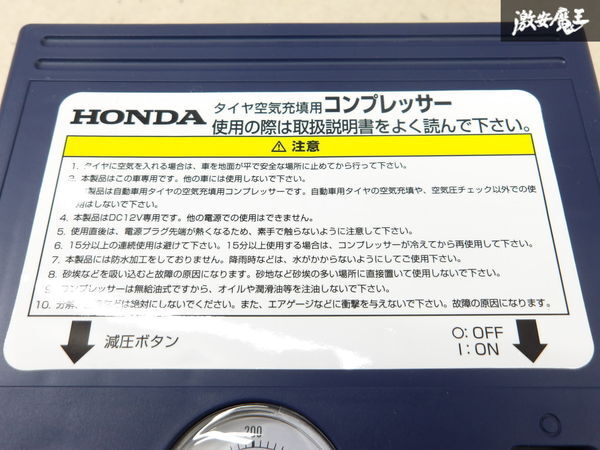 激安魔王
HONDA タイヤ空気充填用コンプレッサー
使用の際は取扱説明書をよく読んで下さい。
⚠ 注意
1. タイヤに空気を入れる場合は、車を地面が平で安全な場所に止めてから行って下さい。
2. 本製品はこの車専用です。他の車には使用しないで下さい。
製品は自動車用タイヤの空気充填用コンプレッサーです。自動車用タイヤの空気充填や、空気圧チェック以外での使
用はしないで下さい。
4. 本製品はDC12V専用です。他の電源での使用はできません。
5. 使用直後は、電源プラグ先端が熱くなるため、素手で触らないように注意して下さい。
6. 15分以上の連続使用は避けて下さい。15分以上使用する場合は、コンプレッサーが冷えてから再使用して下さい。
7. 本製品には防水加工をしておりません。降雨時などは、水がかからないようにしてご使用下さい。
8. 砂埃などを吸い込むと故障の原因になります。砂地など砂埃の多い場所に直接置いて使用しないで下さい。
9. コンプレッサーは無給油式ですから、オイルや潤滑油等を注油しないで下さい。
10. 分解、などは絶対にしないでください。また、エアゲージなどに衝撃を与えないで下さい。故障の原因になります。
減圧ボタン
O: OFF
I : ON
200